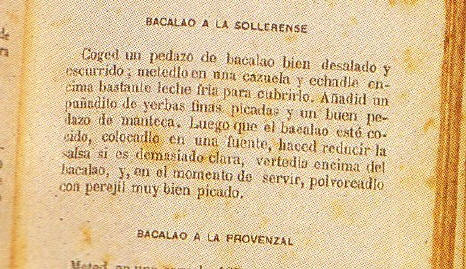 BACALAO A LA SOLLERENSE
Coged un pedazo de bacalao bien desalado y
escurrido; metedlo en una cazuela y echadle en-
cima bastante leche fria para cubrirlo. Añadid un
puñadito de yerbas finas picadas y un buen pe-
dazo de manteca. Luego que el bacalao esté co-
cido, colocadlo en una fuente, haced reducir la
salsa si es demasiado clara, vertedlo encima del
bacalao, y, en el momento de servir, polvoreadlo
con perejil muy bien picado.
BACALAO A LA PROVENZAL